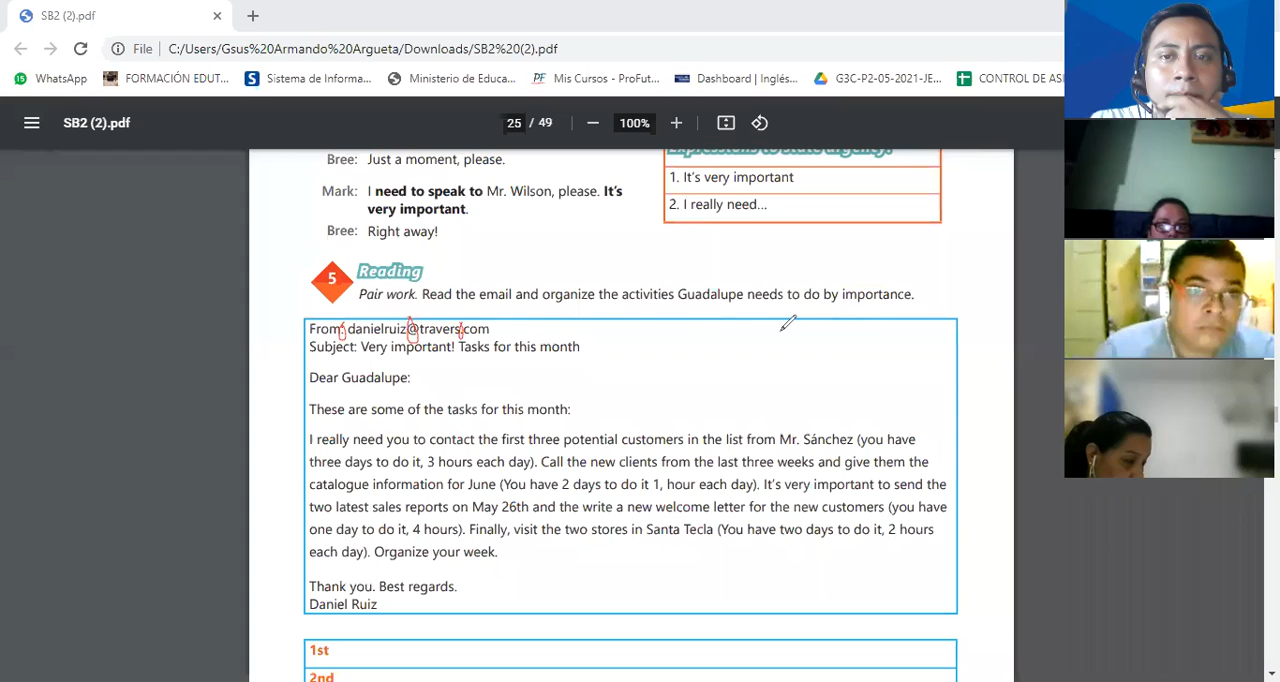 SB2 (2).pdf
File C:/Users/Gsus%20Armando%20Argueta/Downloads/SB2%20(2).pdf
WhatsApp FORMACIÓN EDUT... Sistema de Informa... Ministerio de Educa... Mis Cursos - ProFut... Dashboard | Inglés... G3C-P2-05-2021-JE... CONTROL DE ASI
SB2 (2).pdf 25 / 49 100%
Expressions to state urgency:
Bree: Just a moment, please.
1. It's very important
Mark: I need to speak to Mr. Wilson, please. It's
very important.
2. I really need...
Bree: Right away!
5 Reading
Pair work. Read the email and organize the activities Guadalupe needs to do by importance.
From: danielruiz@travers.com
Subject: Very important! Tasks for this month
Dear Guadalupe:
These are some of the tasks for this month:
I really need you to contact the first three potential customers in the list from Mr. Sánchez (you have
three days to do it, 3 hours each day). Call the new clients from the last three weeks and give them the
catalogue information for June (You have 2 days to do it 1, hour each day). It's very important to send the
two latest sales reports on May 26th and the write a new welcome letter for the new customers (you have
one day to do it, 4 hours). Finally, visit the two stores in Santa Tecla (You have two days to do it, 2 hours
each day). Organize your week.
Thank you. Best regards.
Daniel Ruiz
1st
2nd